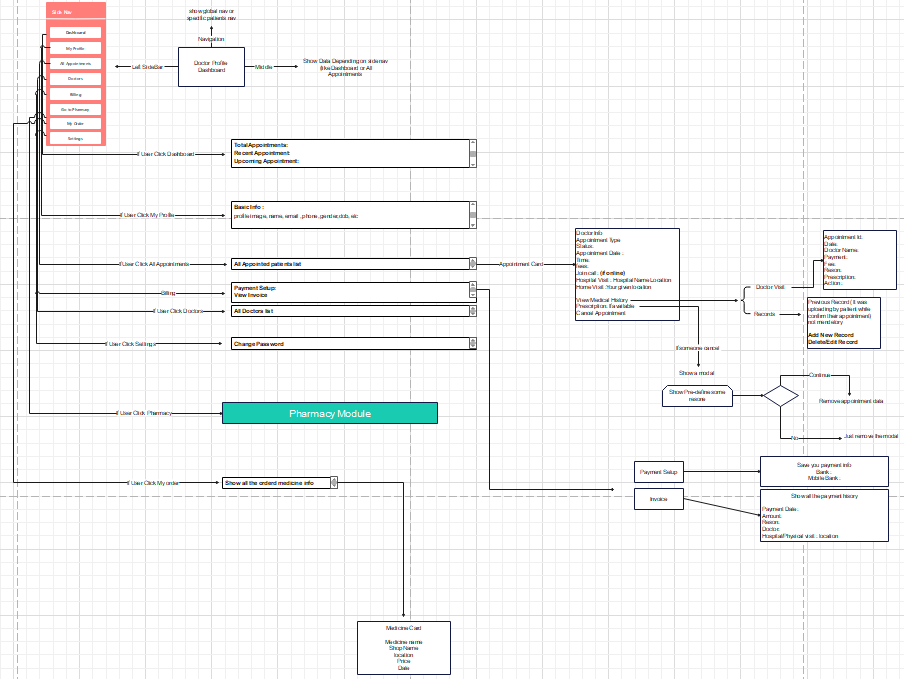 Side Nav
Dashboard
My Profile
All Appointments
Doctors
Billing
Go to Pharmacy
My Order
Settings
show global nav or
specific patients nav
Navigation
Left SideBar
Doctor Profile
Dashboard
Middle
Show Data Depending on side nav
(like Dashboard or All
Appointments
If User Click Dashboard
Total Appointments:
Recent Appointment:
Upcoming Appointment:
If User Click My Profile
Basic Info :
profile image, name, email , phone, gender, dob, etc
If User Click All Appointments
All Appointed patients list
Appointment Card
Billing
Payment Setup:
View Invoice
If User Click Doctors
All Doctors list
If User Click Settings
Change Password
Doctor Info
Appointment Type
Status:
Appointment Date :
Time:
fees:
Join call: (if online)
Hospital Visit : Hospital Name Location
Home Visit :Your given location
View Medical History
Prescription: if available
Cancel Appointment
Doctor Visit
Records
Appointment Id:
Date:
Doctor Name:
Payment:
Fee:
Reason:
Prescription:
Action:
Previous Record ( it was
uploading by patient while
confirm their appointment)
not mendatory
Add New Record
Delete/Edit Record
If someone cancel
Show a modal
Show Pre-define some
resone
Continue
Remove appointment data
No
Just remove the modal
If User Click Pharmacy
Pharmacy Module
If User Click My order
Show all the orderd medicine info
Payment Setup
Save you payment info
Bank :
Mobile Bank :
Invoice
Show all the payment history
Payment Date :
Amount:
Reson:
Doctor:
Hospital/Physical visit : location
Medicine Card
Medicine name
Shop Name
location
Price
Date